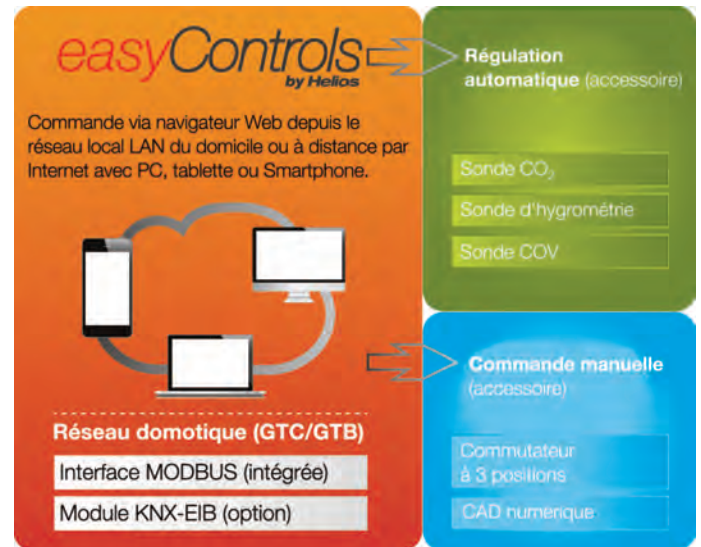 easyControls
by Helios
Commande via navigateur Web depuis le
réseau local LAN du domicile ou à distance par
Internet avec PC, tablette ou Smartphone.
Réseau domotique (GTC/GTB)
Interface MODBUS (intégrée)
Module KNX-EIB (option)
Régulation
automatique (accessoire)
Sonde CO₂
Sonde d'hygrométrie
Sonde COV
Commande manuelle
(accessoire)
Commutateur
à 3 positions
CAD numerique